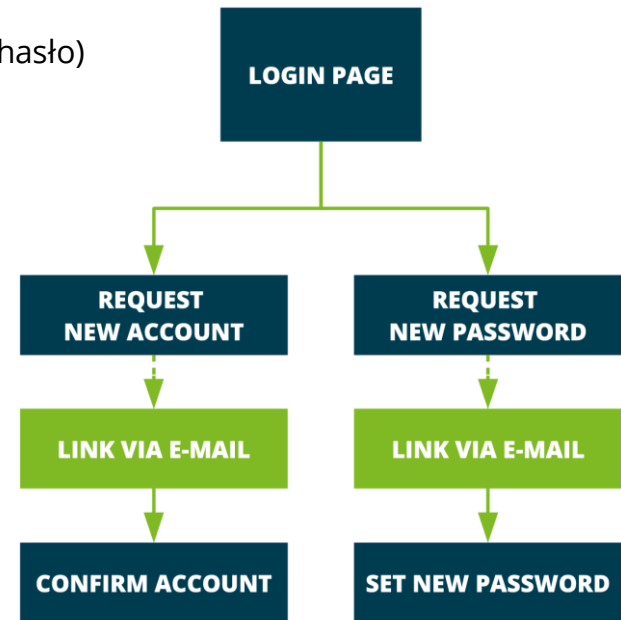 hasło)
LOGIN PAGE
REQUEST
NEW ACCOUNT
REQUEST
NEW PASSWORD
LINK VIA E-MAIL
LINK VIA E-MAIL
CONFIRM ACCOUNT
SET NEW PASSWORD